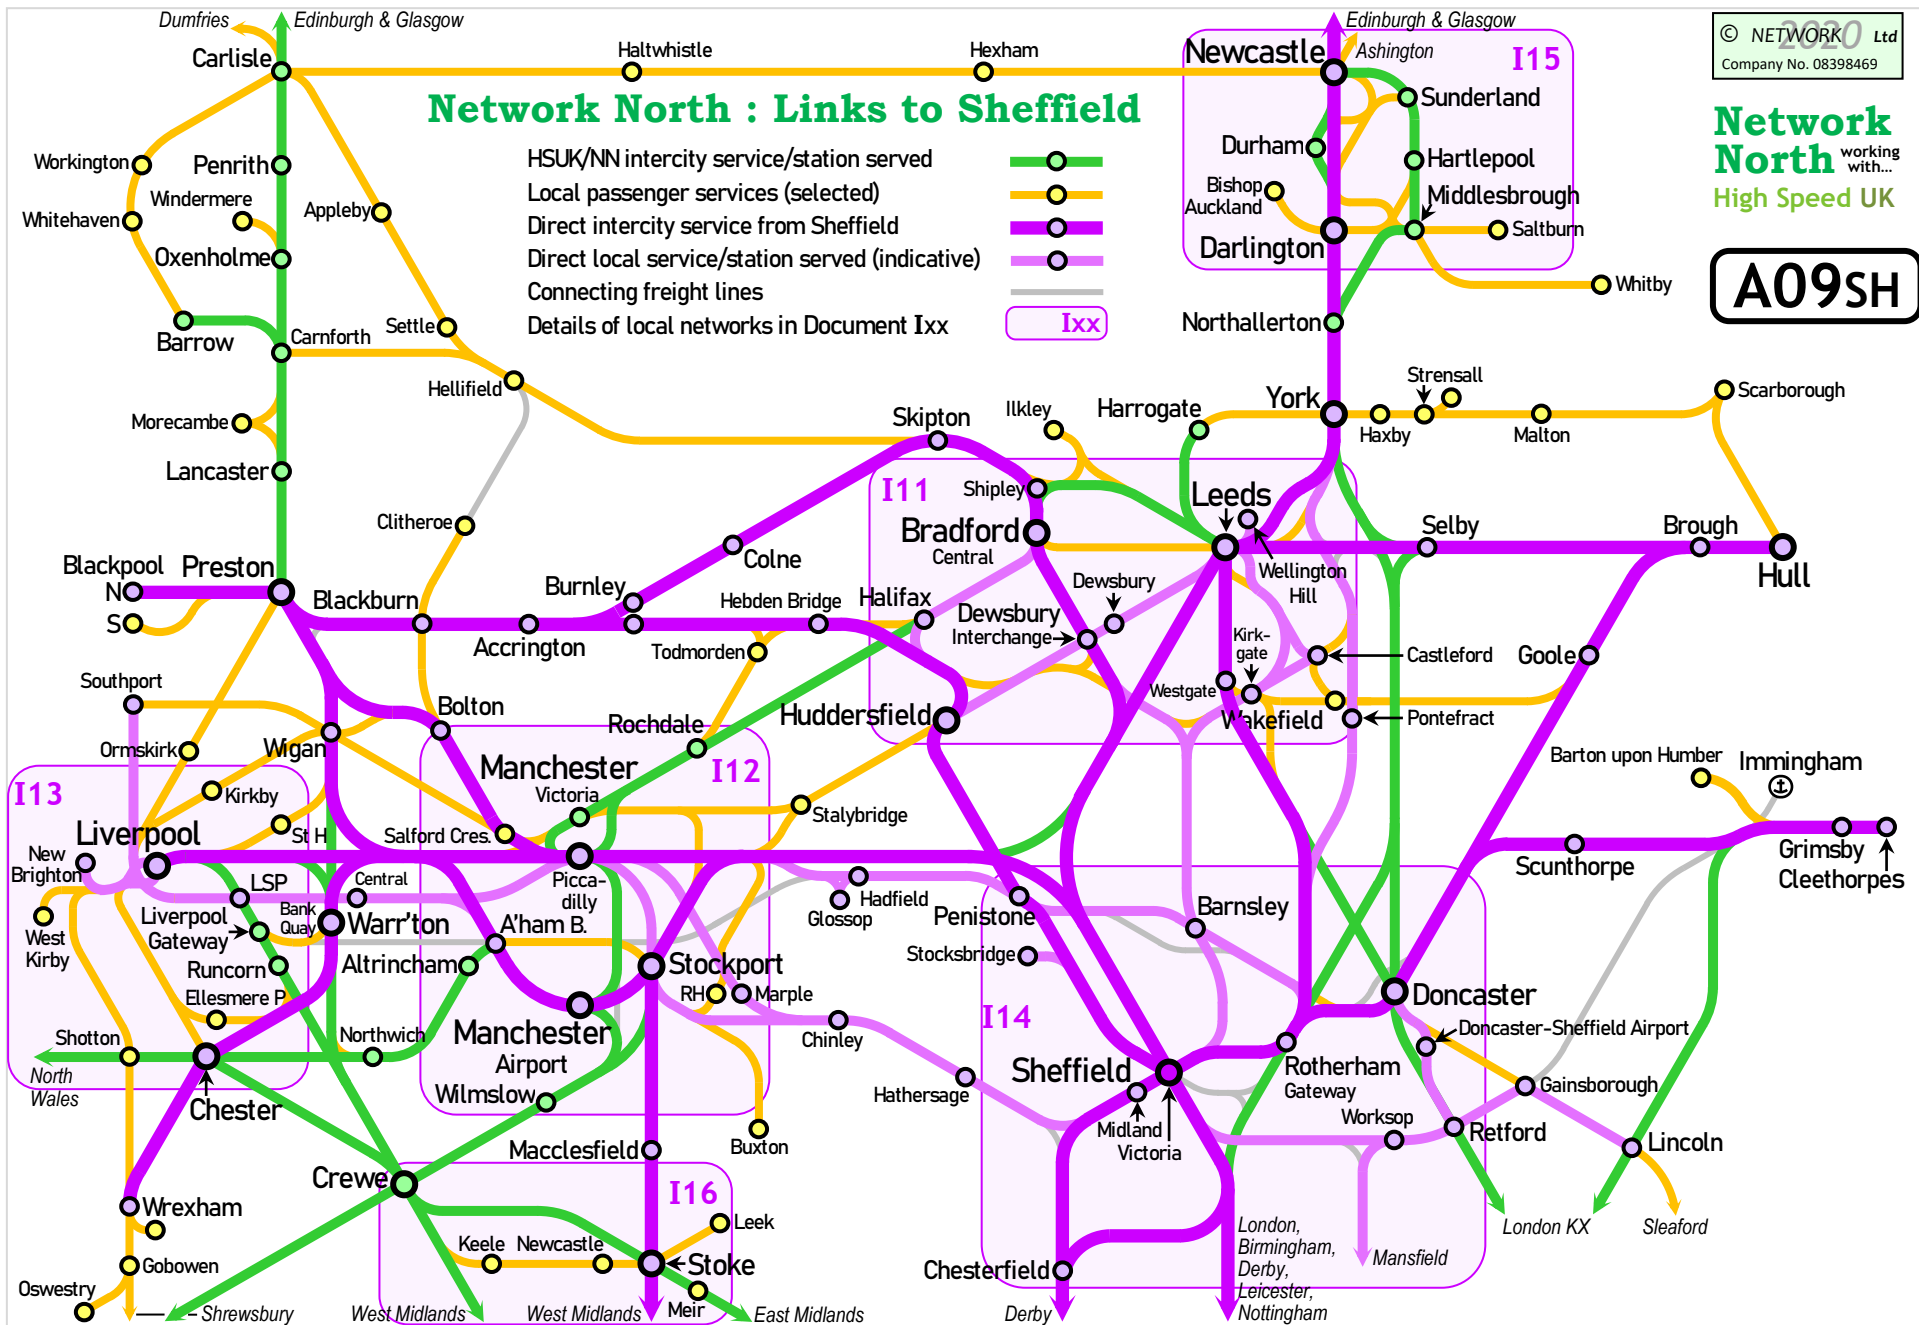 Dumfries
Edinburgh & Glasgow
Edinburgh & Glasgow
Ashington
© NETWORK 2020 Ltd
Company No. 08398469
Carlisle
Haltwhistle
Hexham
Newcastle
I15
Network North : Links to Sheffield
Sunderland
Network
North working
with...
High Speed UK
A09SH
HSUK/NN intercity service/station served
Local passenger services (selected)
Direct intercity service from Sheffield
Direct local service/station served (indicative)
Connecting freight lines
Details of local networks in Document Ixx
Ixx
Workington
Penrith
Windermere
Whitehaven
Appleby
Oxenholme
Durham
Hartlepool
Bishop
Auckland
Middlesbrough
Darlington
Saltburn
Whitby
Northallerton
Barrow
Carnforth
Settle
Hellifield
Strensall
Scarborough
Morecambe
Skipton
Ilkley
Harrogate
York
Haxby
Malton
Lancaster
I11
Shipley
Leeds
Clitheroe
Bradford
Central
Selby
Brough
Hull
Blackpool
N
S
Preston
Colne
Wellington
Hill
Blackburn
Burnley
Hebden Bridge
Halifax
Dewsbury
Dewsbury
Interchange
Accrington
Todmorden
Kirk-
gate
Castleford
Goole
Southport
Westgate
Wakefield
Pontefract
Bolton
Rochdale
Huddersfield
Ormskirk
Wigan
Barton upon Humber
Immingham
I13
Kirkby
Manchester
Victoria
I12
Liverpool
St H
Salford Cres.
Stalybridge
Scunthorpe
Grimsby
Cleethorpes
New
Brighton
LSP
Central
Picca-
dilly
Hadfield
Glossop
Penistone
Barnsley
West
Kirby
Liverpool
Gateway
Bank
Quay
Warr'ton
A'ham B.
Runcorn
Altrincham
Stockport
Stocksbridge
Ellesmere P
RH
Marple
Doncaster
I14
Shotton
Northwich
Manchester
Airport
Chinley
Doncaster-Sheffield Airport
North
Wales
Chester
Wilmslow
Hathersage
Sheffield
Rotherham
Gateway
Gainsborough
Midland
Victoria
Worksop
Retford
Lincoln
Macclesfield
Buxton
Crewe
I16
Wrexham
Leek
Keele
Newcastle
Stoke
London KX
Sleaford
Gobowen
Chesterfield
London,
Birmingham,
Derby,
Leicester,
Nottingham
Mansfield
Oswestry
Shrewsbury
West Midlands
West Midlands
Meir
East Midlands
Derby